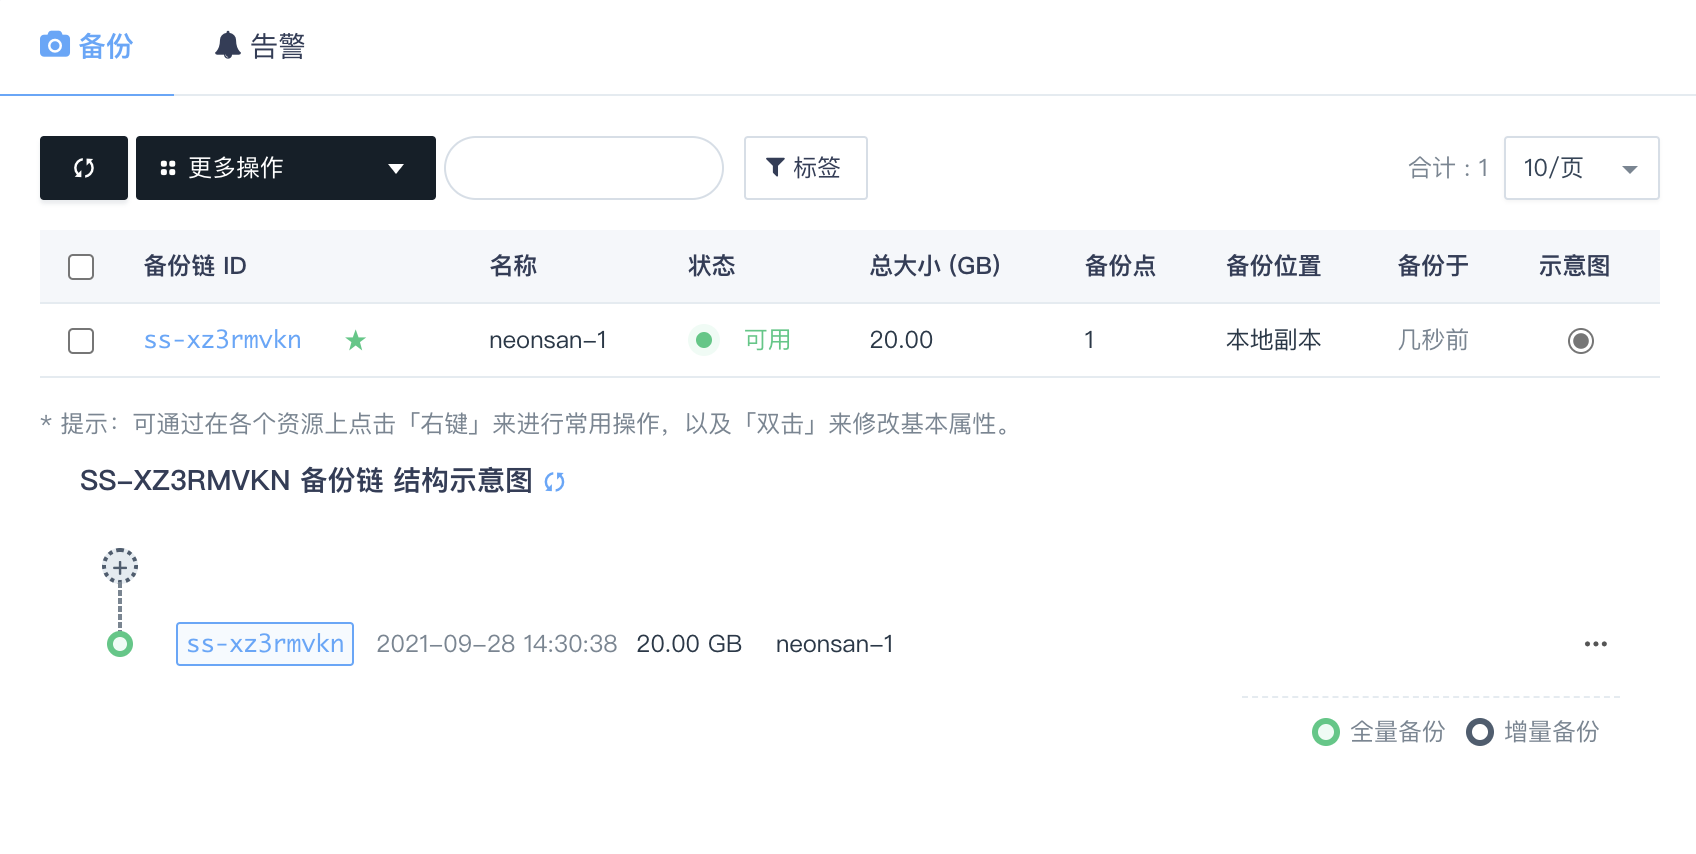 备份 告警
更多操作 标签 合计 : 1 10/页
备份链 ID 名称 状态 总大小 (GB) 备份点 备份位置 备份于 示意图
ss-xz3rmvkn neonsan-1 可用 20.00 1 本地副本 几秒前
* 提示：可通过在各个资源上点击「右键」来进行常用操作，以及「双击」来修改基本属性。
SS-XZ3RMVKN 备份链 结构示意图
ss-xz3rmvkn 2021-09-28 14:30:38 20.00 GB neonsan-1
全量备份 增量备份